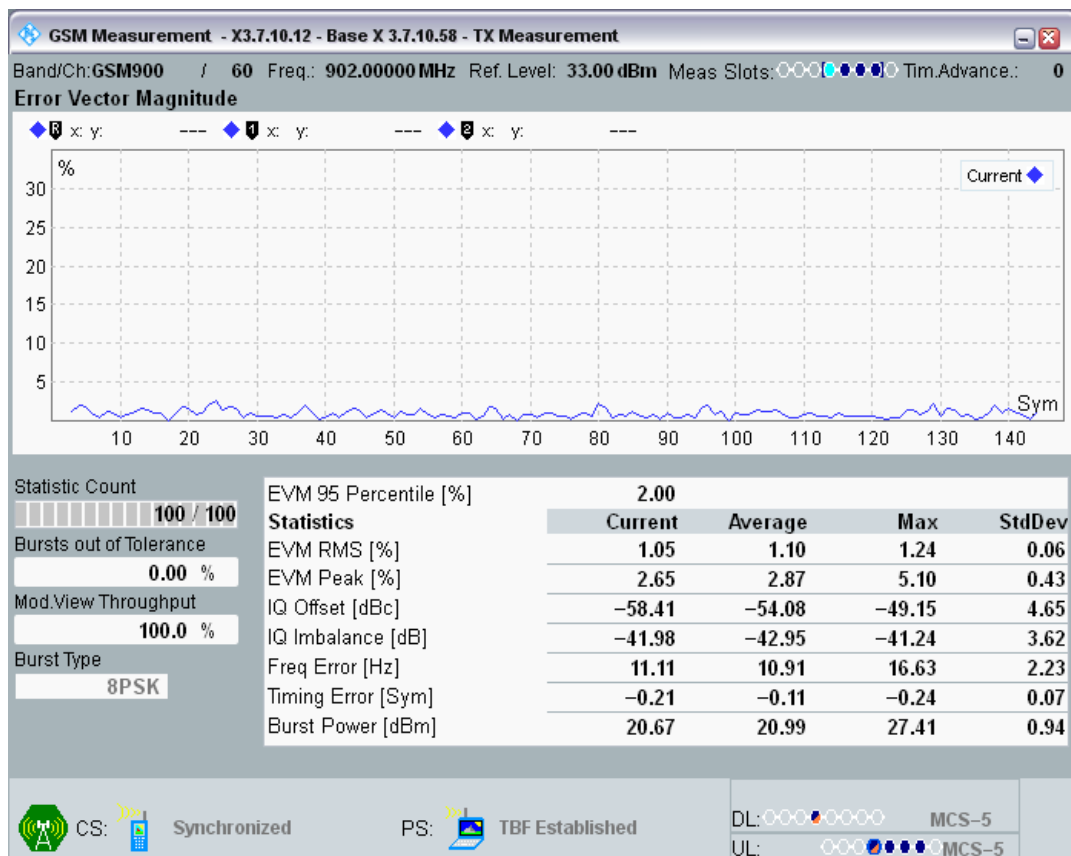 GSM Measurement - X3.7.10.12 - Base X 3.7.10.58 - TX Measurement
Band/Ch:GSM900 / 60 Freq.: 902.00000 MHz Ref. Level: 33.00 dBm Meas Slots: Tim.Advance.: 0
Error Vector Magnitude
R x: y: --- 1 x: y: --- 2 x: y: ---
%
Current
30
25
20
15
10
5
Sym
10 20 30 40 50 60 70 80 90 100 110 120 130 140
Statistic Count
100 / 100
Bursts out of Tolerance
0.00 %
Mod.View Throughput
100.0 %
Burst Type
8PSK
EVM 95 Percentile [%] 2.00
Statistics Current Average Max StdDev
EVM RMS [%] 1.05 1.10 1.24 0.06
EVM Peak [%] 2.65 2.87 5.10 0.43
IQ Offset [dBc] −58.41 −54.08 −49.15 4.65
IQ Imbalance [dB] −41.98 −42.95 −41.24 3.62
Freq Error [Hz] 11.11 10.91 16.63 2.23
Timing Error [Sym] −0.21 −0.11 −0.24 0.07
Burst Power [dBm] 20.67 20.99 27.41 0.94
CS: Synchronized PS: TBF Established
DL: MCS−5
UL: MCS−5